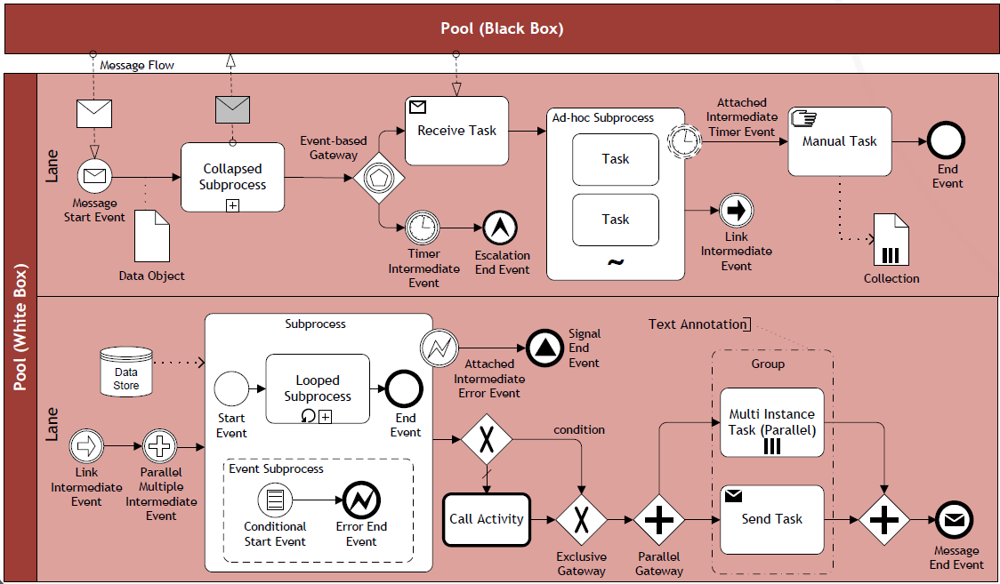 Pool (Black Box)
Message Flow
Pool (White Box)
Lane
Message
Start Event
Data Object
Collapsed
Subprocess
Event-based
Gateway
Receive Task
Timer
Intermediate
Event
Escalation
End Event
Ad-hoc Subprocess
Task
Task
~
Attached
Intermediate
Timer Event
Link
Intermediate
Event
Manual Task
End
Event
Collection
Lane
Data
Store
Link
Intermediate
Event
Parallel
Multiple
Intermediate
Event
Subprocess
Start
Event
Looped
Subprocess
End
Event
Event Subprocess
Conditional
Start Event
Error End
Event
Attached
Intermediate
Error Event
Signal
End
Event
condition
Call Activity
Exclusive
Gateway
Parallel
Gateway
Text Annotation
Group
Multi Instance
Task (Parallel)
Send Task
Message
End Event